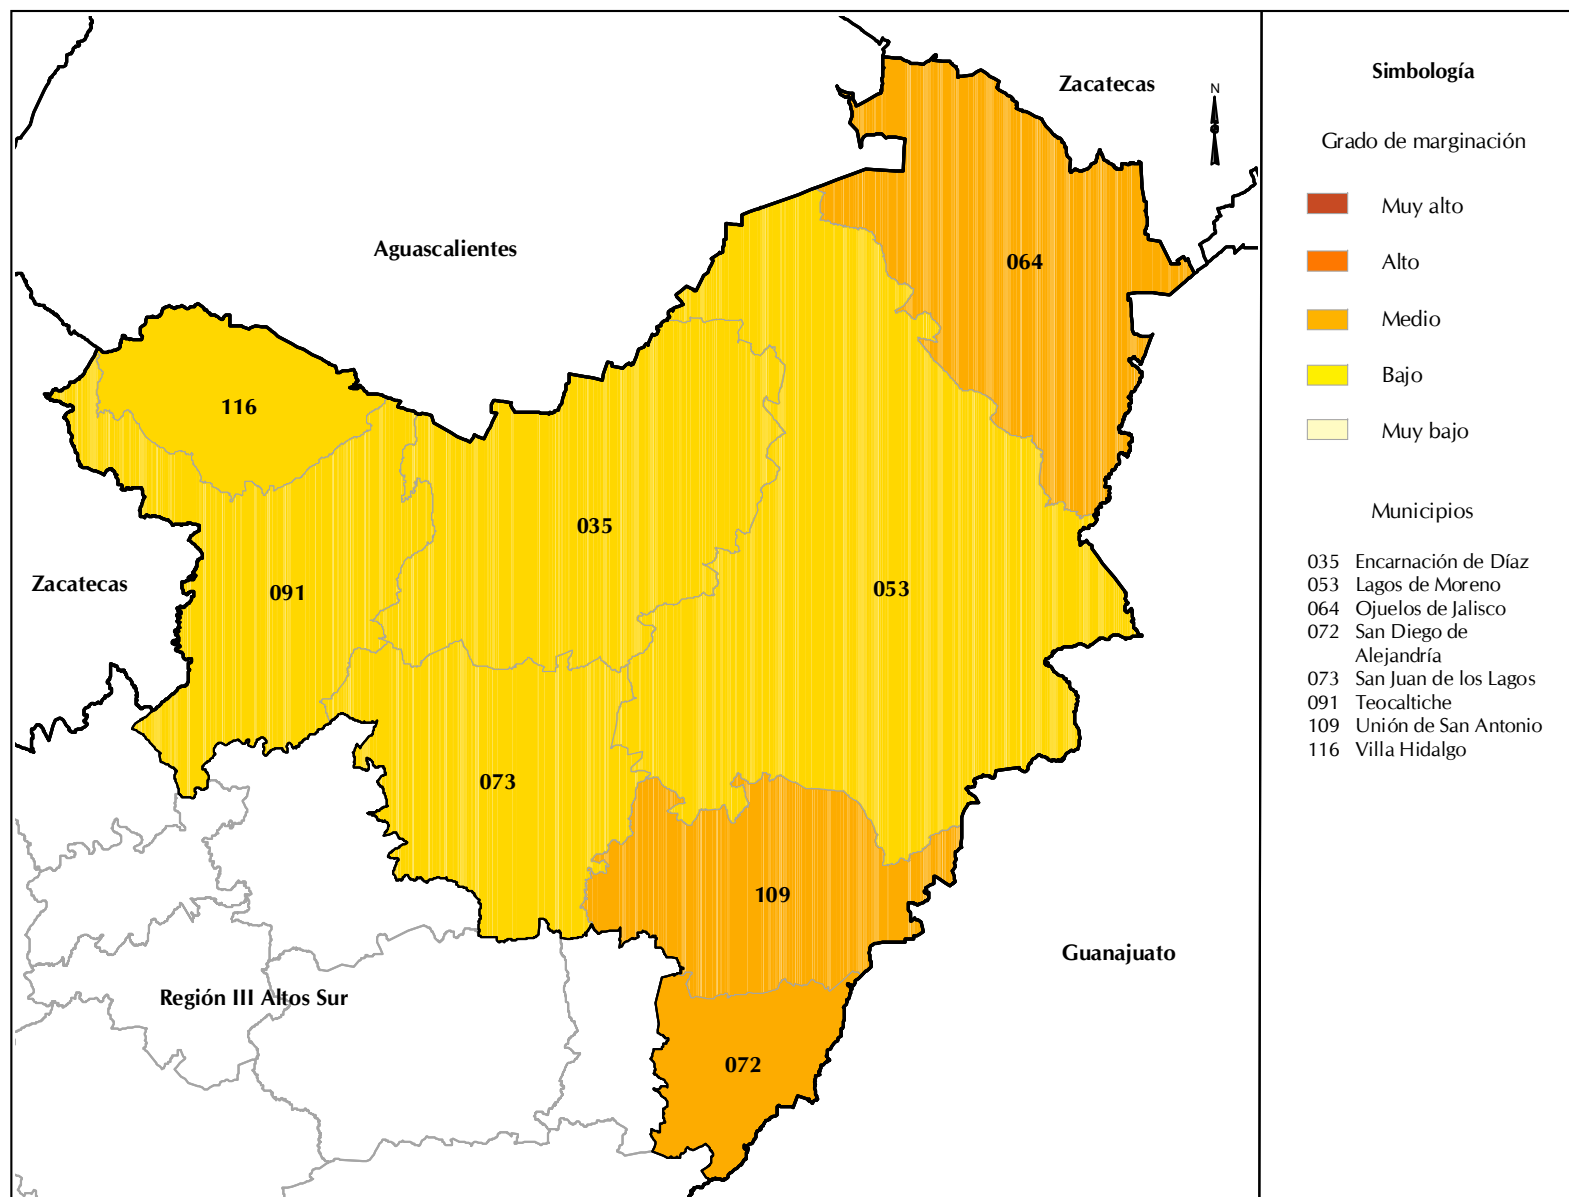 Zacatecas
N
Aguascalientes
064
116
035
Zacatecas
091
053
073
109
Guanajuato
Región III Altos Sur
072
Simbología
Grado de marginación
Muy alto
Alto
Medio
Bajo
Muy bajo
Municipios
035 Encarnación de Díaz
053 Lagos de Moreno
064 Ojuelos de Jalisco
072 San Diego de
Alejandría
073 San Juan de los Lagos
091 Teocaltiche
109 Unión de San Antonio
116 Villa Hidalgo